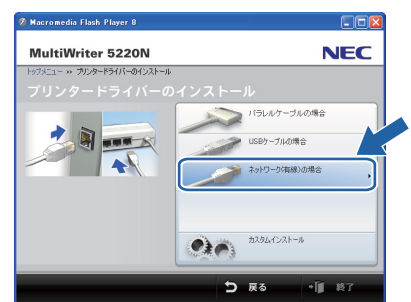 Macromedia Flash Player 8
MultiWriter 5220N
NEC
トップメニュー ›› プリンタードライバーのインストール
プリンタードライバーのインストール
パラレルケーブルの場合
USBケーブルの場合
ネットワーク(有線)の場合
カスタムインストール
戻る
終了